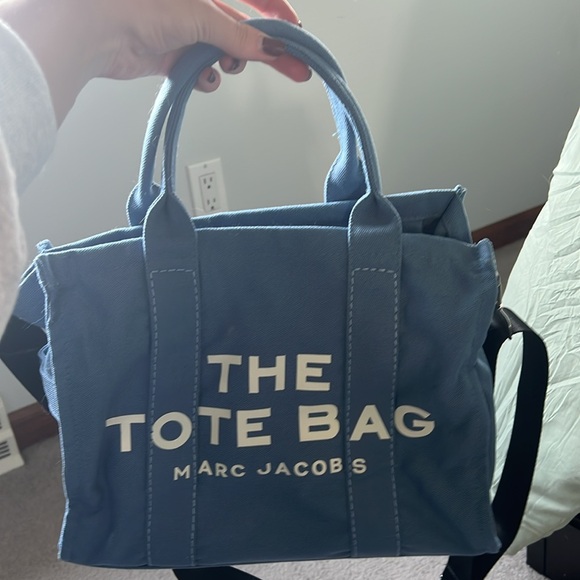 THE
TOTE BAG
MARC JACOBS